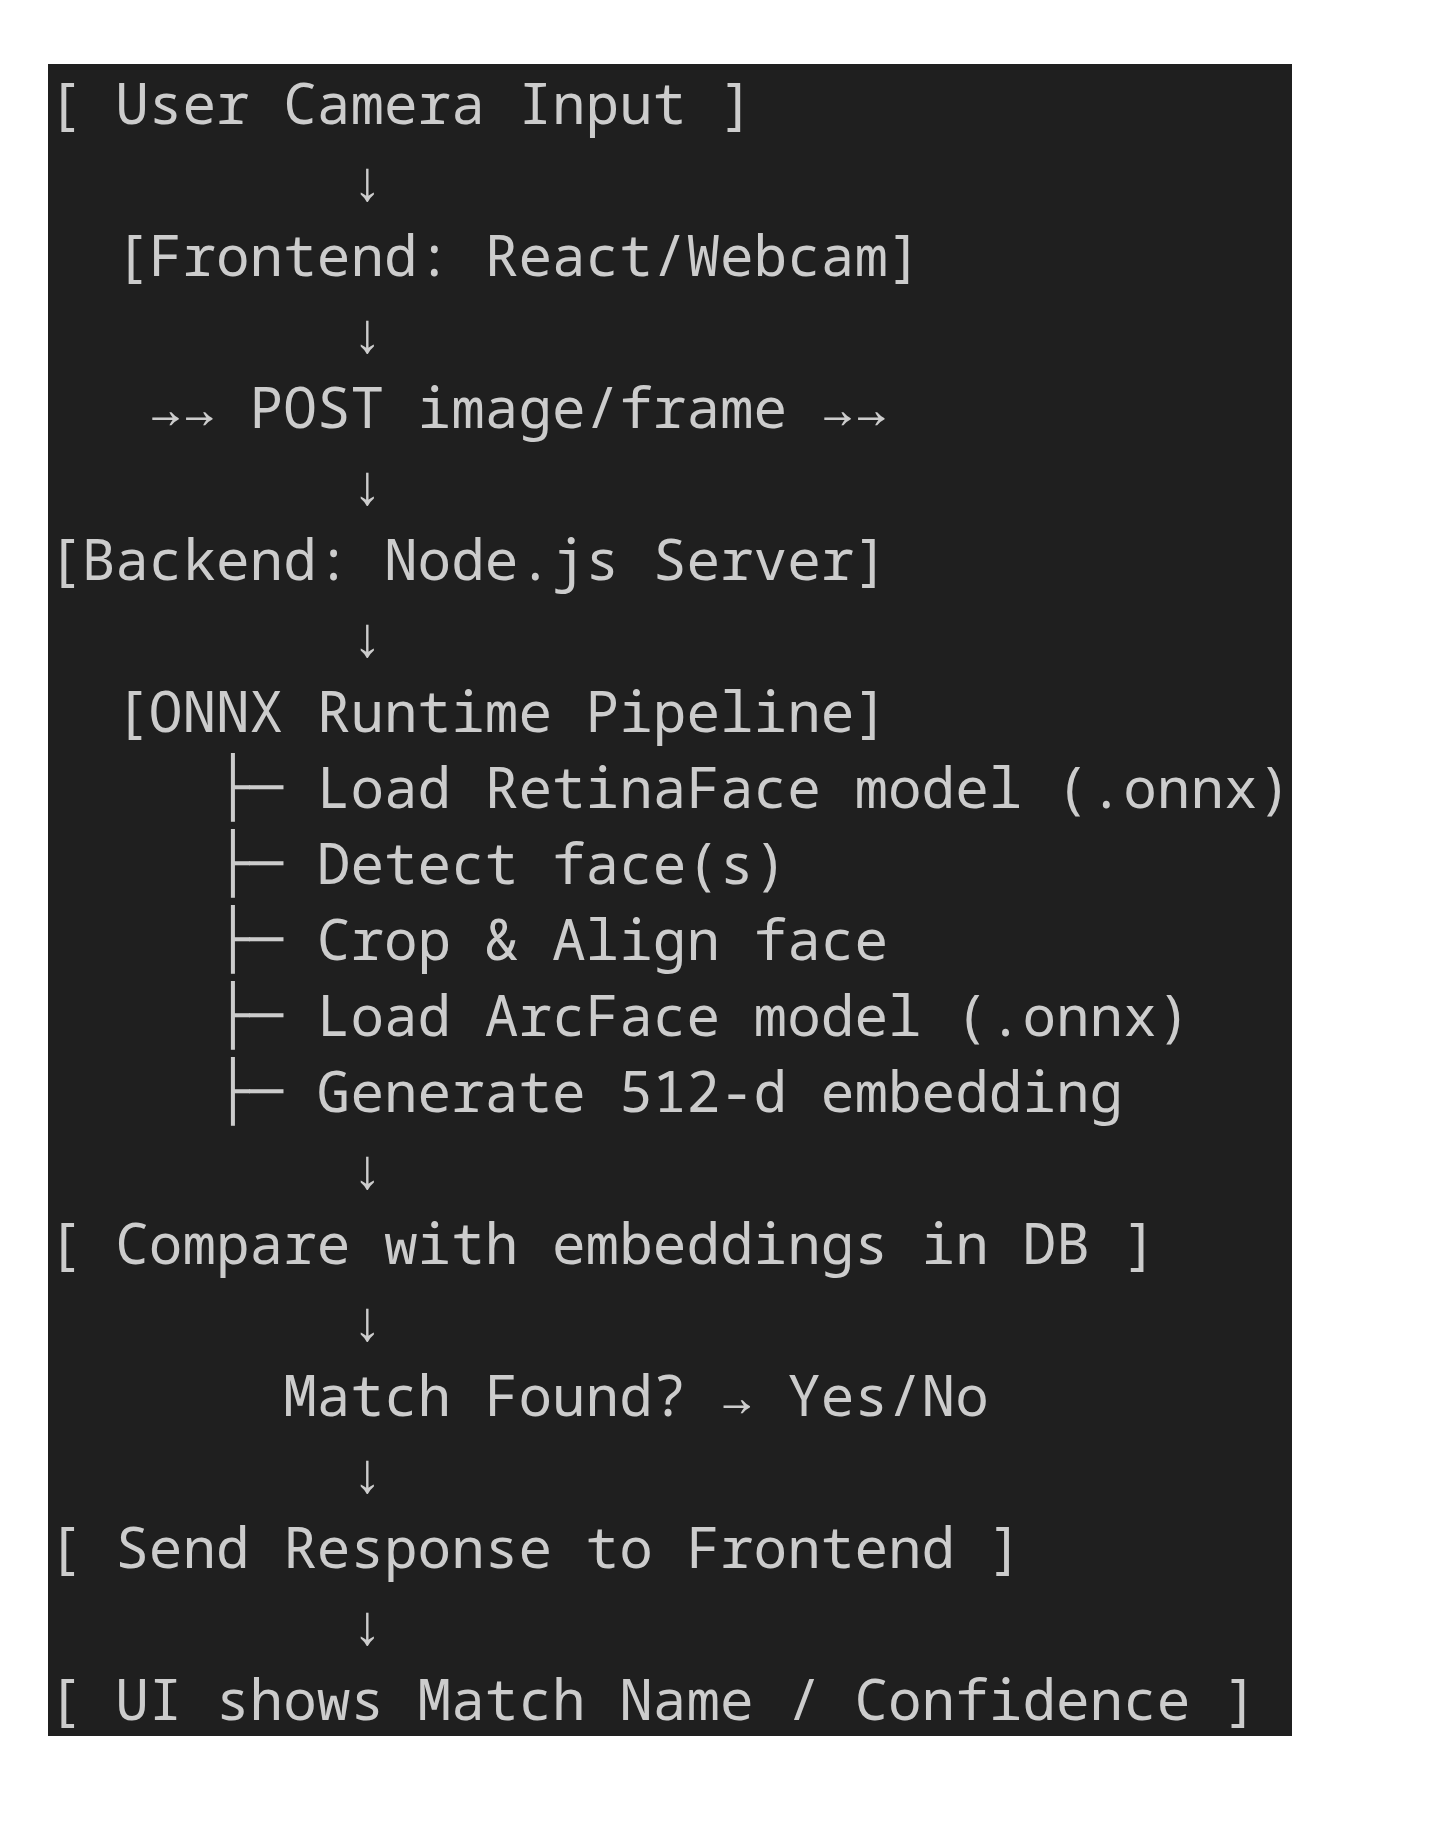 [ User Camera Input ]
↓
[Frontend: React/Webcam]
↓
→→ POST image/frame →→
↓
[Backend: Node.js Server]
↓
[ONNX Runtime Pipeline]
├─ Load RetinaFace model (.onnx)
├─ Detect face(s)
├─ Crop & Align face
├─ Load ArcFace model (.onnx)
├─ Generate 512-d embedding
↓
[ Compare with embeddings in DB ]
↓
Match Found? → Yes/No
↓
[ Send Response to Frontend ]
↓
[ UI shows Match Name / Confidence ]